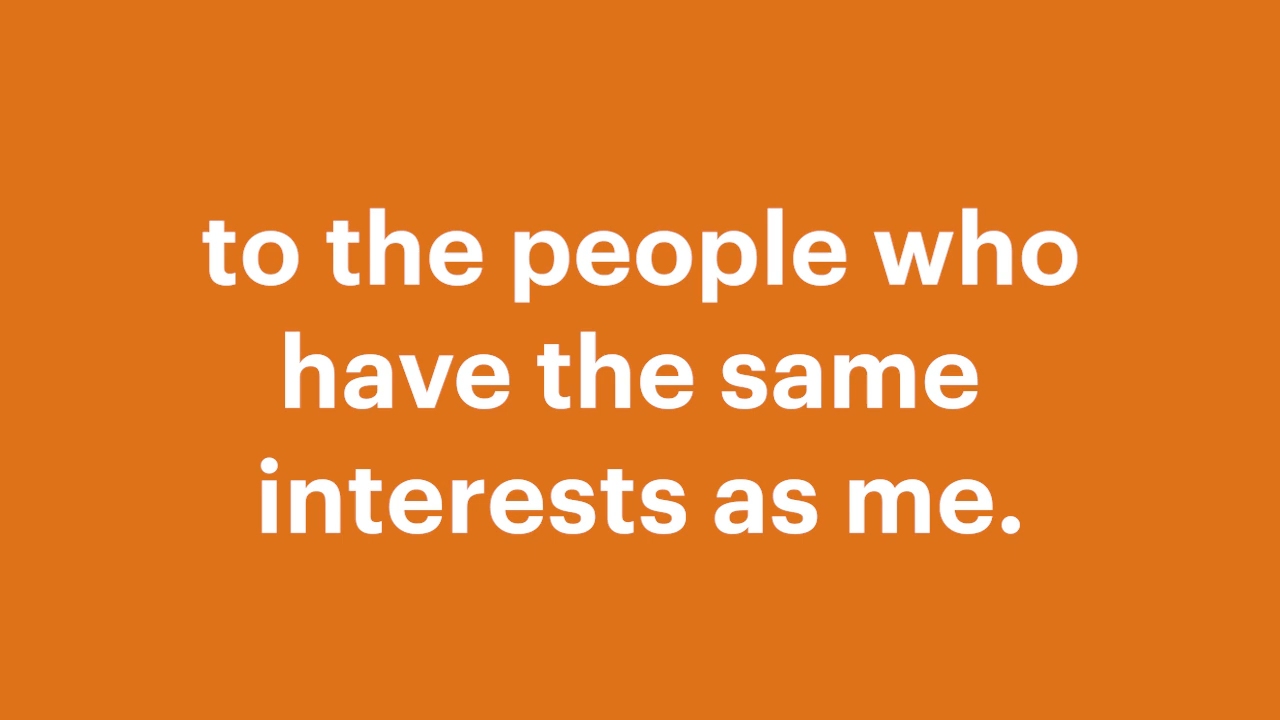 to the people who
have the same
interests as me.